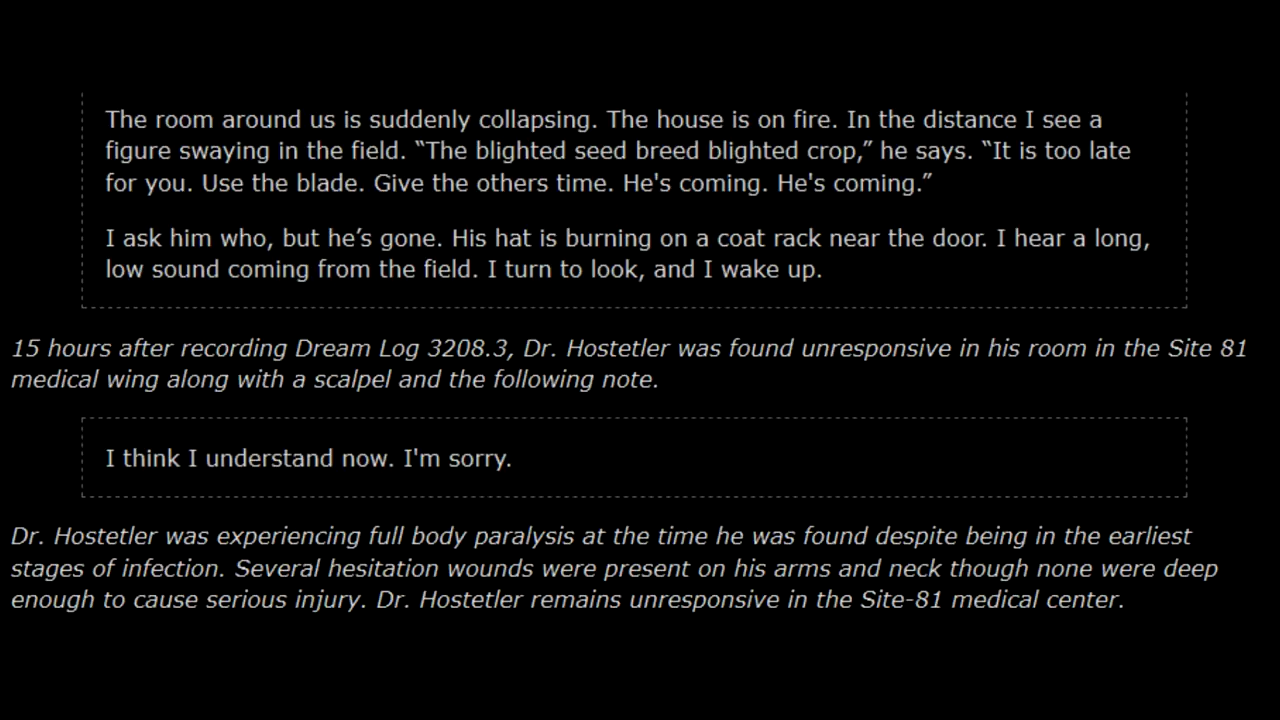 The room around us is suddenly collapsing. The house is on fire. In the distance I see a
figure swaying in the field. “The blighted seed breed blighted crop,” he says. “It is too late
for you. Use the blade. Give the others time. He's coming. He's coming.”
I ask him who, but he’s gone. His hat is burning on a coat rack near the door. I hear a long,
low sound coming from the field. I turn to look, and I wake up.
15 hours after recording Dream Log 3208.3, Dr. Hostetler was found unresponsive in his room in the Site 81
medical wing along with a scalpel and the following note.
I think I understand now. I'm sorry.
Dr. Hostetler was experiencing full body paralysis at the time he was found despite being in the earliest
stages of infection. Several hesitation wounds were present on his arms and neck though none were deep
enough to cause serious injury. Dr. Hostetler remains unresponsive in the Site-81 medical center.